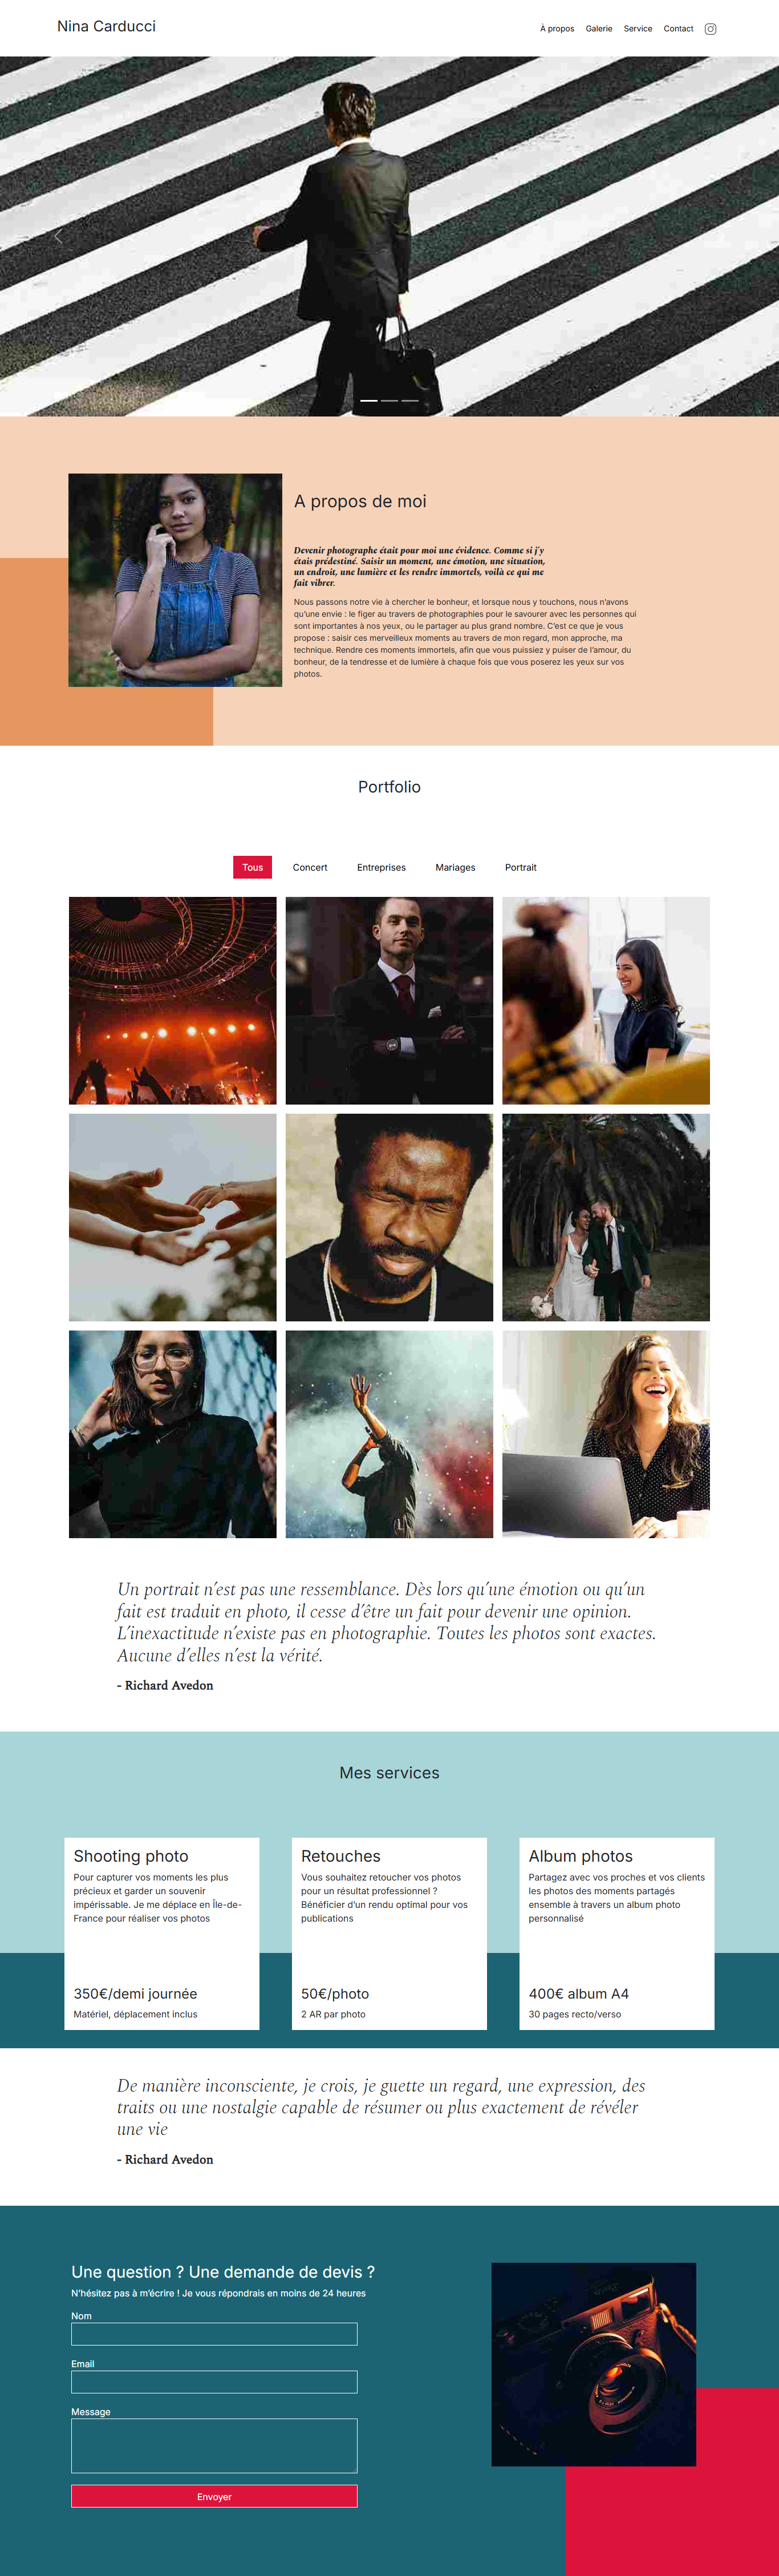 Nina Carducci
À propos Galerie Service Contact
A propos de moi
Devenir photographe était pour moi une évidence. Comme si j'y
étais prédestiné. Saisir un moment, une émotion, une situation,
un endroit, une lumière et les rendre immortels, voilà ce qui me
fait vibrer.
Nous passons notre vie à chercher le bonheur, et lorsque nous y touchons, nous n'avons
qu'une envie : le figer au travers de photographies pour le savourer avec les personnes qui
sont importantes à nos yeux, ou le partager au plus grand nombre. C'est ce que je vous
propose : saisir ces merveilleux moments au travers de mon regard, mon approche, ma
technique. Rendre ces moments immortels, afin que vous puissiez y puiser de l'amour, du
bonheur, de la tendresse et de lumière à chaque fois que vous poserez les yeux sur vos
photos.
Portfolio
Tous Concert Entreprises Mariages Portrait
Un portrait n'est pas une ressemblance. Dès lors qu'une émotion ou qu'un
fait est traduit en photo, il cesse d'être un fait pour devenir une opinion.
L'inexactitude n'existe pas en photographie. Toutes les photos sont exactes.
Aucune d'elles n'est la vérité.
- Richard Avedon
Mes services
Shooting photo
Pour capturer vos moments les plus
précieux et garder un souvenir
impérissable. Je me déplace en Île-de-
France pour réaliser vos photos
350€/demi journée
Matériel, déplacement inclus
Retouches
Vous souhaitez retoucher vos photos
pour un résultat professionnel ?
Bénéficier d'un rendu optimal pour vos
publications
50€/photo
2 AR par photo
Album photos
Partagez avec vos proches et vos clients
les photos des moments partagés
ensemble à travers un album photo
personnalisé
400€ album A4
30 pages recto/verso
De manière inconsciente, je crois, je guette un regard, une expression, des
traits ou une nostalgie capable de résumer ou plus exactement de révéler
une vie
- Richard Avedon
Une question ? Une demande de devis ?
N'hésitez pas à m'écrire ! Je vous répondrais en moins de 24 heures
Nom
Email
Message
Envoyer